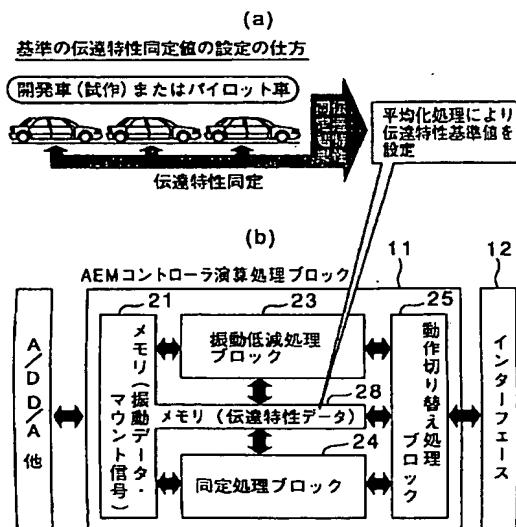 (a)
基準の伝達特性同定値の設定の仕方
開発車(試作)またはパイロット車
伝達特性同定
平均化処理により
伝達特性基準値を
設定
(b)
AEMコントローラ演算処理ブロック
11
12
21
23
25
A/D D/A 他
メモリ(振動データ・
マウント信号)
振動低減処理
ブロック
28
メモリ(伝達特性データ)
24
同定処理ブロック
動作切り替え処理
ブロック
インターフェース